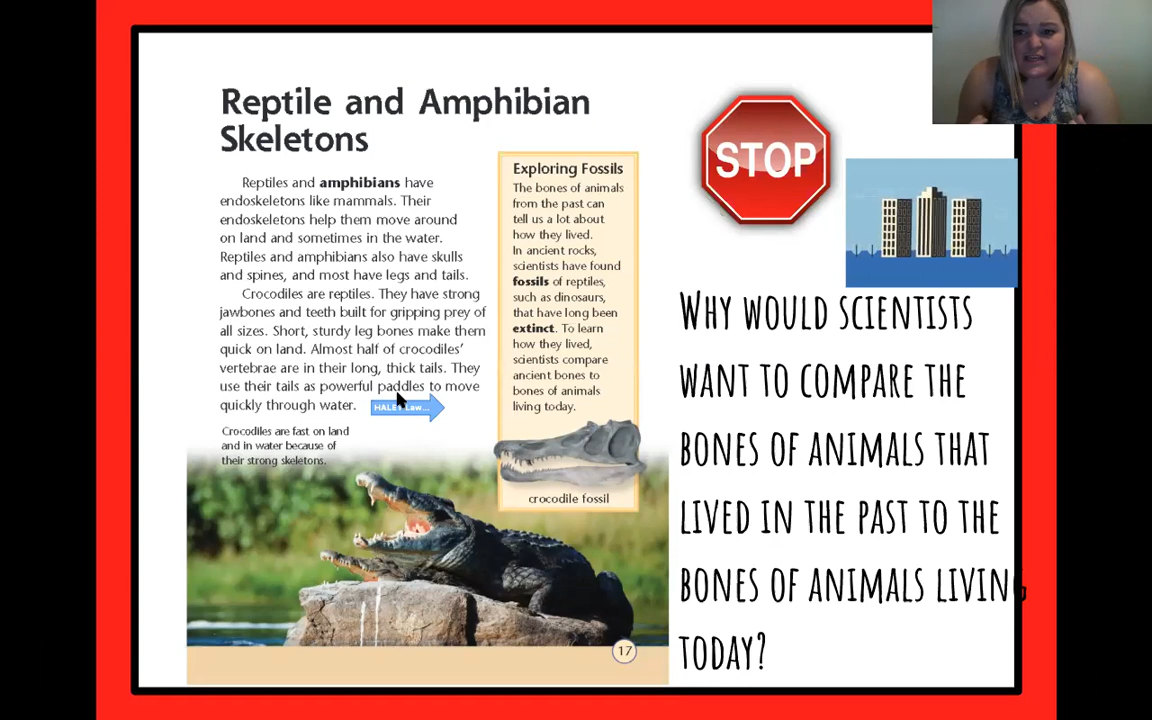 Reptile and Amphibian
Skeletons
Reptiles and amphibians have
endoskeletons like mammals. Their
endoskeletons help them move around
on land and sometimes in the water.
Reptiles and amphibians also have skulls
and spines, and most have legs and tails.
Crocodiles are reptiles. They have strong
jawbones and teeth built for gripping prey of
all sizes. Short, sturdy leg bones make them
quick on land. Almost half of crocodiles'
vertebrae are in their long, thick tails. They
use their tails as powerful paddles to move
quickly through water.
Crocodiles are fast on land
and in water because of
their strong skeletons.
Exploring Fossils
The bones of animals
from the past can
tell us a lot about
how they lived.
In ancient rocks,
scientists have found
fossils of reptiles,
such as dinosaurs,
that have long been
extinct. To learn
how they lived,
scientists compare
ancient bones to
bones of animals
living today.
crocodile fossil
17
STOP
WHY WOULD SCIENTISTS
WANT TO COMPARE THE
BONES OF ANIMALS THAT
LIVED IN THE PAST TO THE
BONES OF ANIMALS LIVING
TODAY?